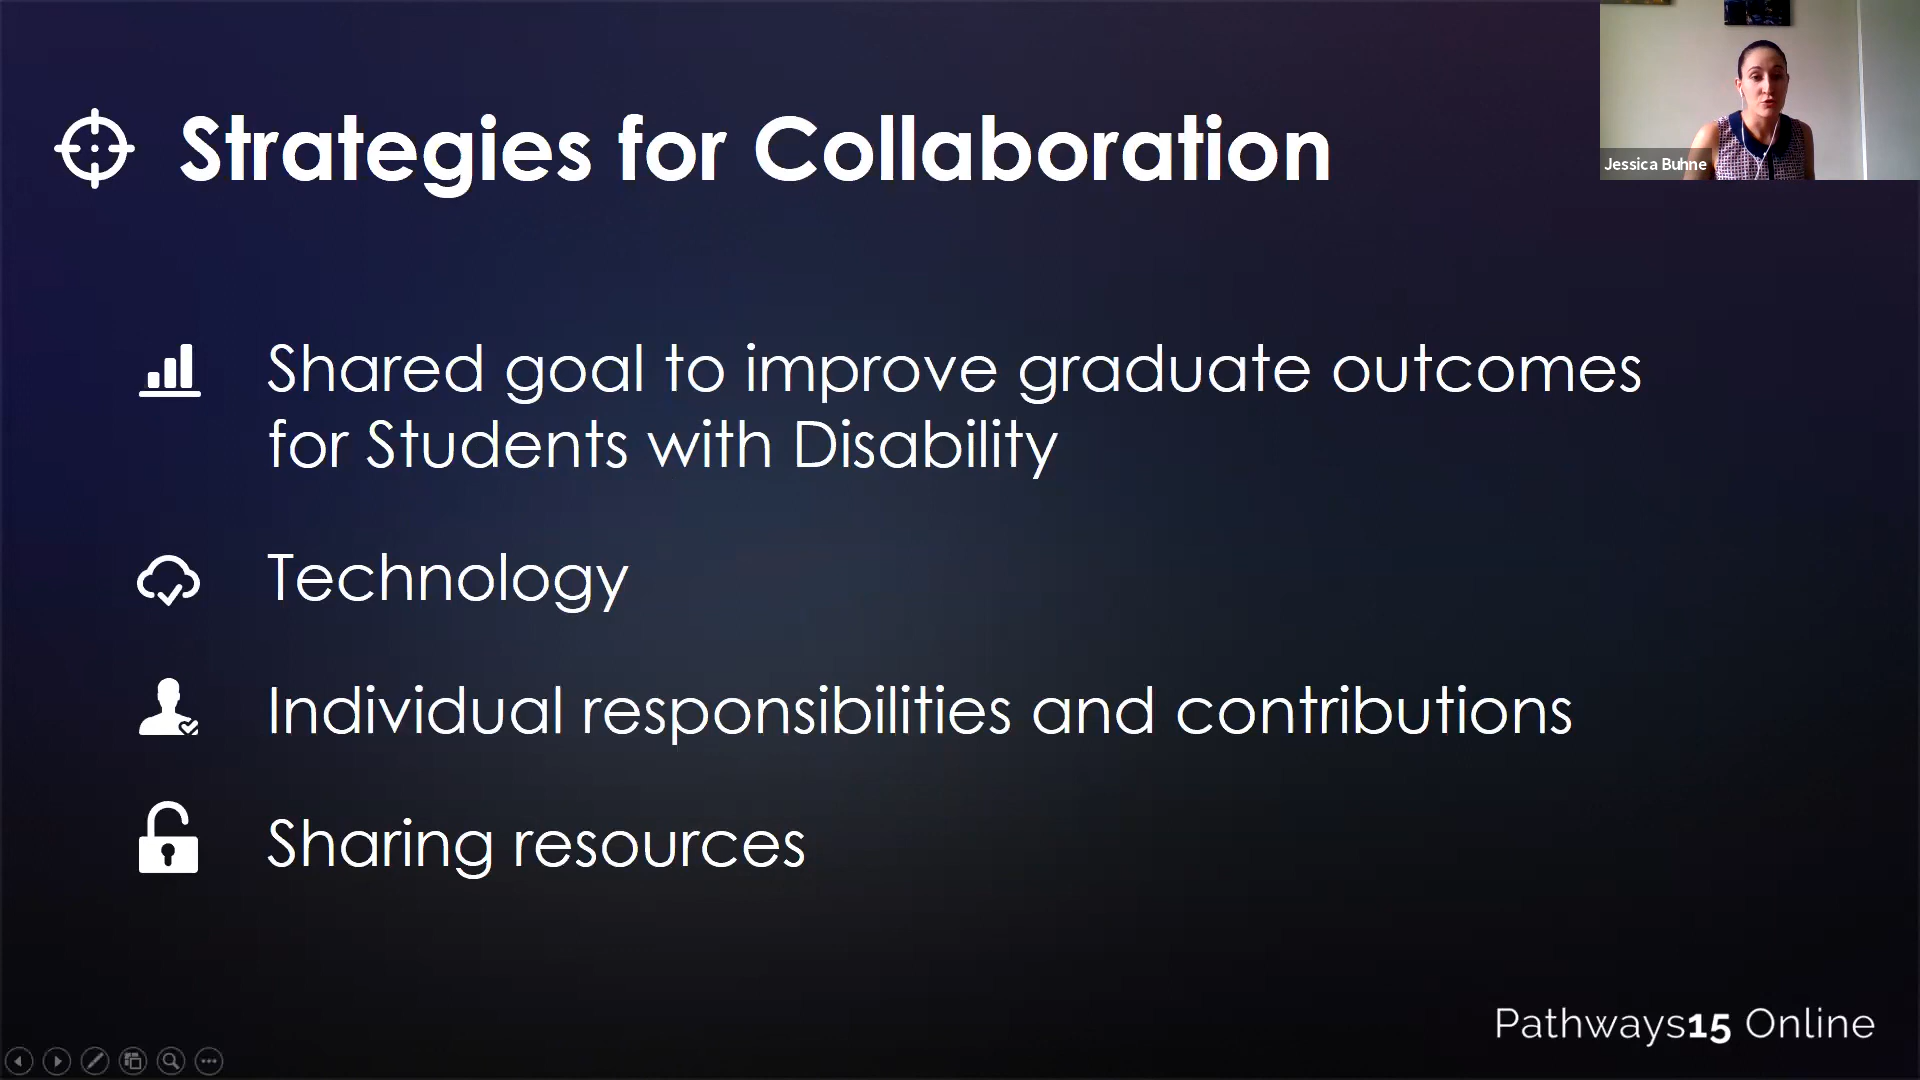 Strategies for Collaboration
Jessica Buhne
Shared goal to improve graduate outcomes
for Students with Disability
Technology
Individual responsibilities and contributions
Sharing resources
Pathways15 Online